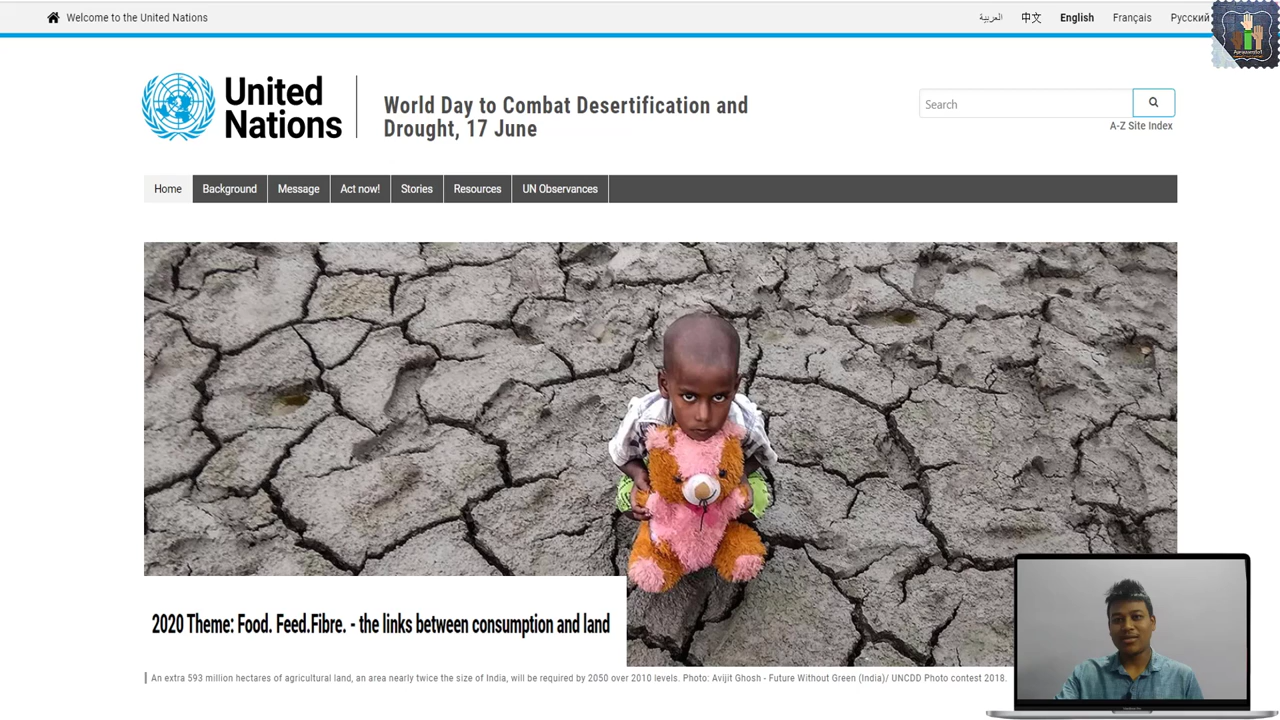 Welcome to the United Nations
العربية
中文
English
Français
Русский
United
Nations
World Day to Combat Desertification and
Drought, 17 June
Search
A-Z Site Index
Home
Background
Message
Act now!
Stories
Resources
UN Observances
2020 Theme: Food. Feed.Fibre. - the links between consumption and land
An extra 593 million hectares of agricultural land, an area nearly twice the size of India, will be required by 2050 over 2010 levels. Photo: Avijit Ghosh - Future Without Green (India)/ UNCDD Photo contest 2018.